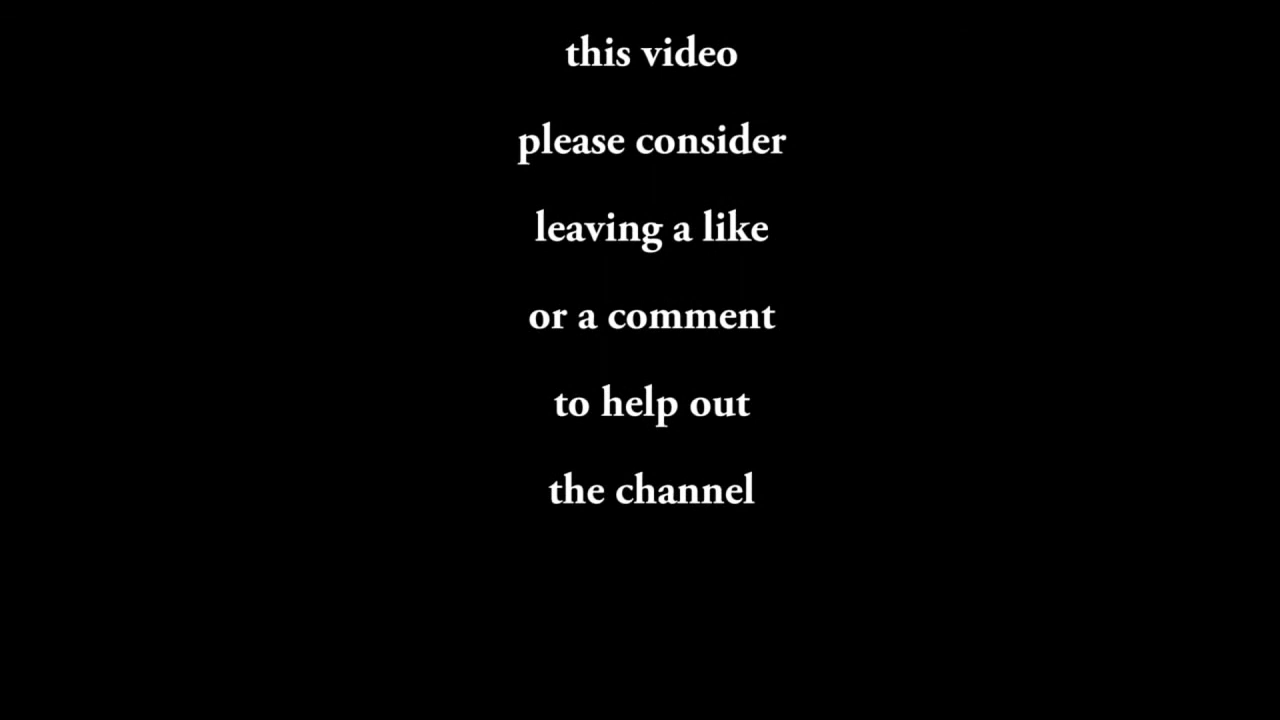 this video
please consider
leaving a like
or a comment
to help out
the channel